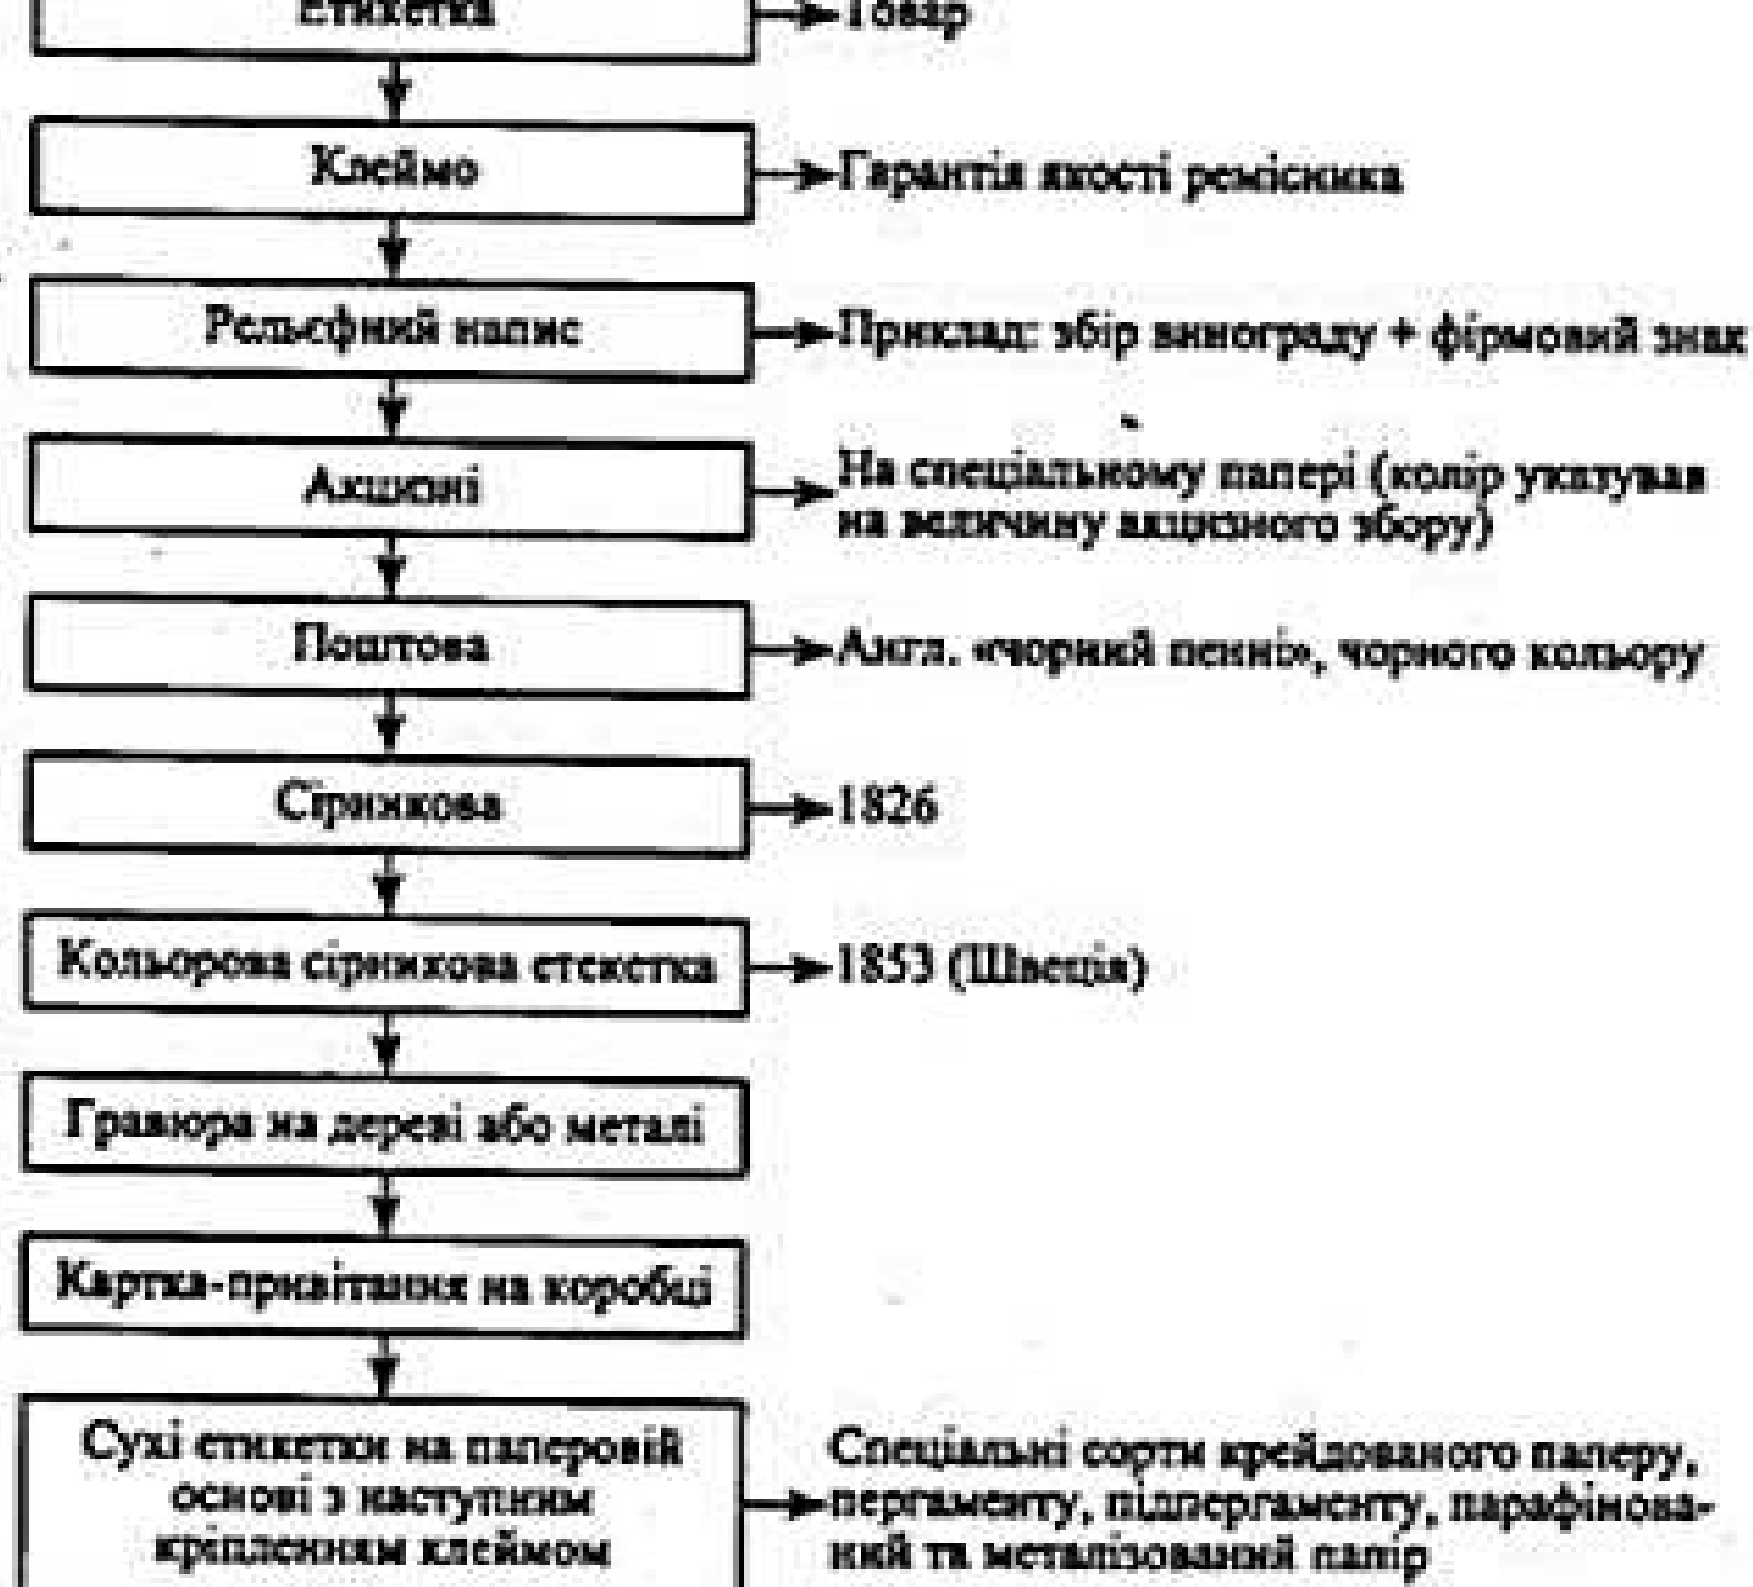 Етикетка
Товар
Клеймо
Гарантія якості ремісника
Рельєфний напис
Приклад: збір винограду + фірмовий знак
Акцизні
На спеціальному папері (колір указував
на величину акцизного збору)
Поштова
Англ. «чорний пенні», чорного кольору
Сірникова
1826
Кольорова сірникова етекетка
1853 (Швеція)
Гравюра на дереві або металі
Картка-привітання на коробці
Сухі етикетки на паперовій
основі з наступним
кріпленням клеймом
Спеціальні сорти крейдованого паперу,
пергаменту, підпергаменту, парафінова-
ний та металізований папір